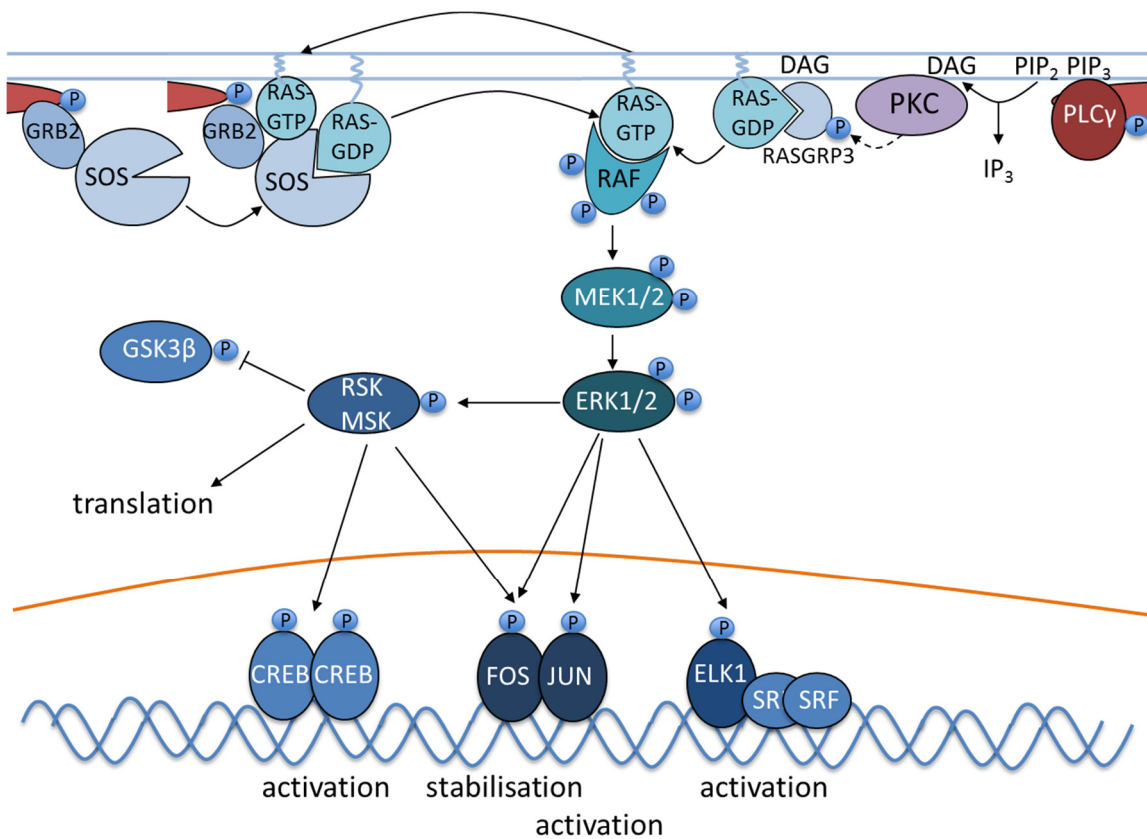 DAG
DAG
PIP2 PIP3
P
P
GRB2
GRB2
RAS-
GTP
RAS-
GDP
RAS-
GTP
RAS-
GDP
P
RASGRP3
PKC
PLCγ
P
IP3
SOS
SOS
RAF
P
P
P
MEK1/2
P
P
GSK3β
P
RSK
MSK
P
ERK1/2
P
P
translation
P
P
P
P
P
CREB
CREB
FOS
JUN
ELK1
SR
SRF
activation
stabilisation
activation
activation